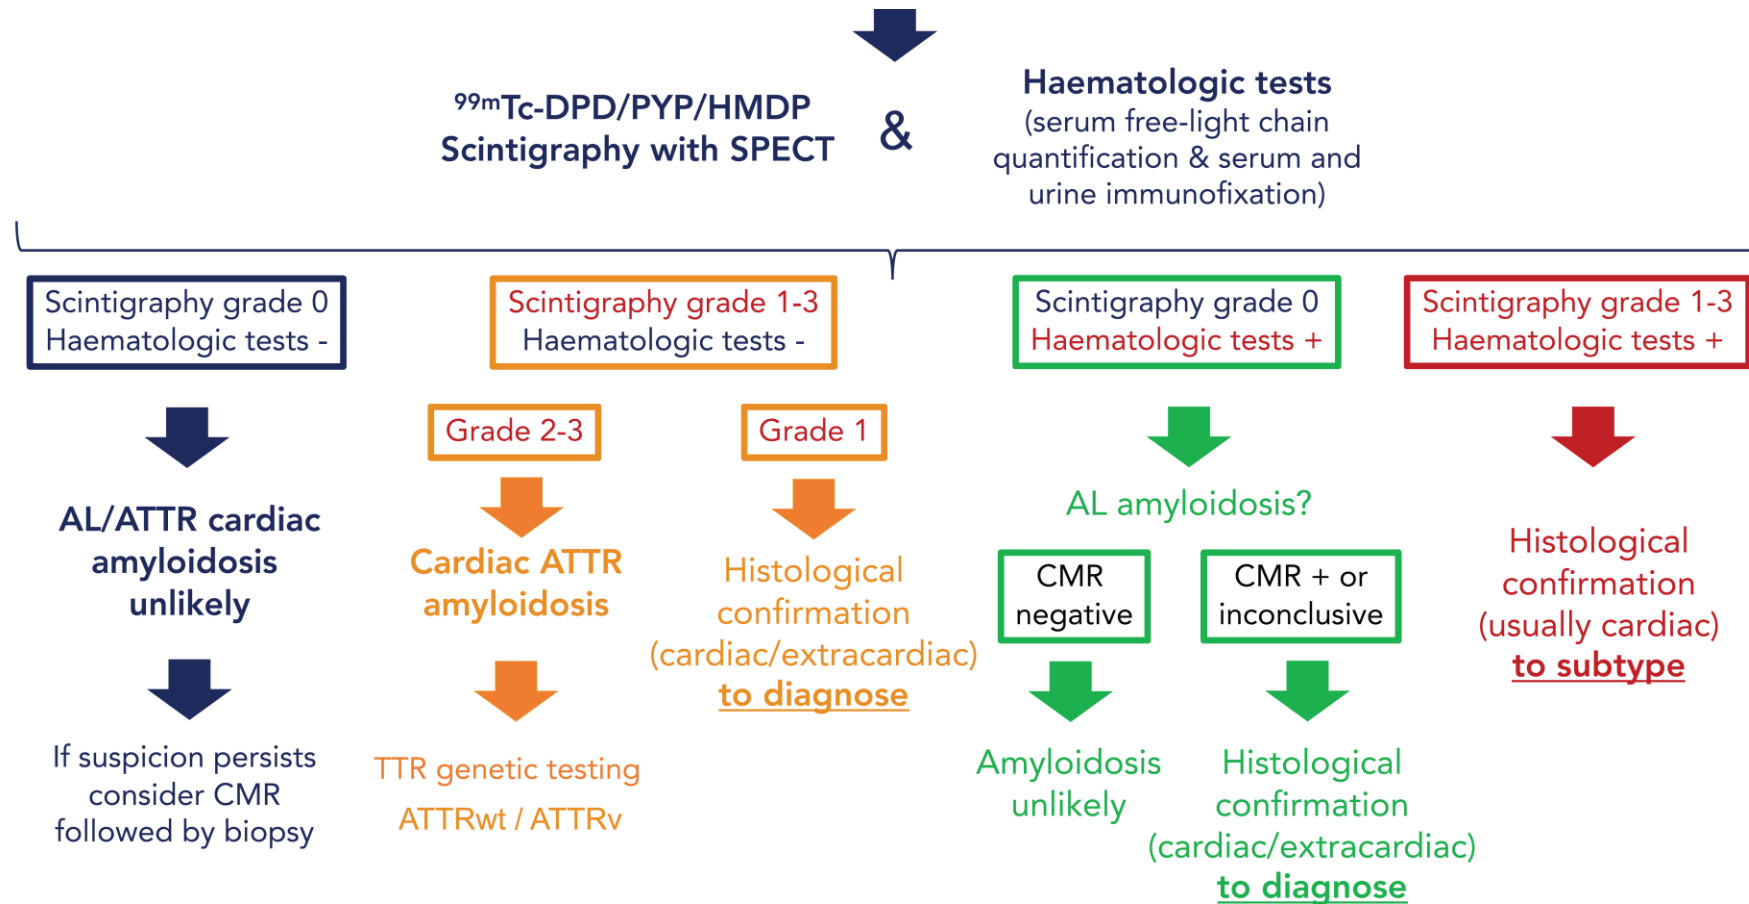 ⁹⁹ᵐTc-DPD/PYP/HMDP
Scintigraphy with SPECT
&
Haematologic tests
(serum free-light chain
quantification & serum and
urine immunofixation)
Scintigraphy grade 0
Haematologic tests -
Scintigraphy grade 1-3
Haematologic tests -
Scintigraphy grade 0
Haematologic tests +
Scintigraphy grade 1-3
Haematologic tests +
AL/ATTR cardiac
amyloidosis
unlikely
If suspicion persists
consider CMR
followed by biopsy
Grade 2-3
Cardiac ATTR
amyloidosis
TTR genetic testing
ATTRwt / ATTRv
Grade 1
Histological
confirmation
(cardiac/extracardiac)
to diagnose
AL amyloidosis?
CMR
negative
Amyloidosis
unlikely
CMR + or
inconclusive
Histological
confirmation
(cardiac/extracardiac)
to diagnose
Histological
confirmation
(usually cardiac)
to subtype